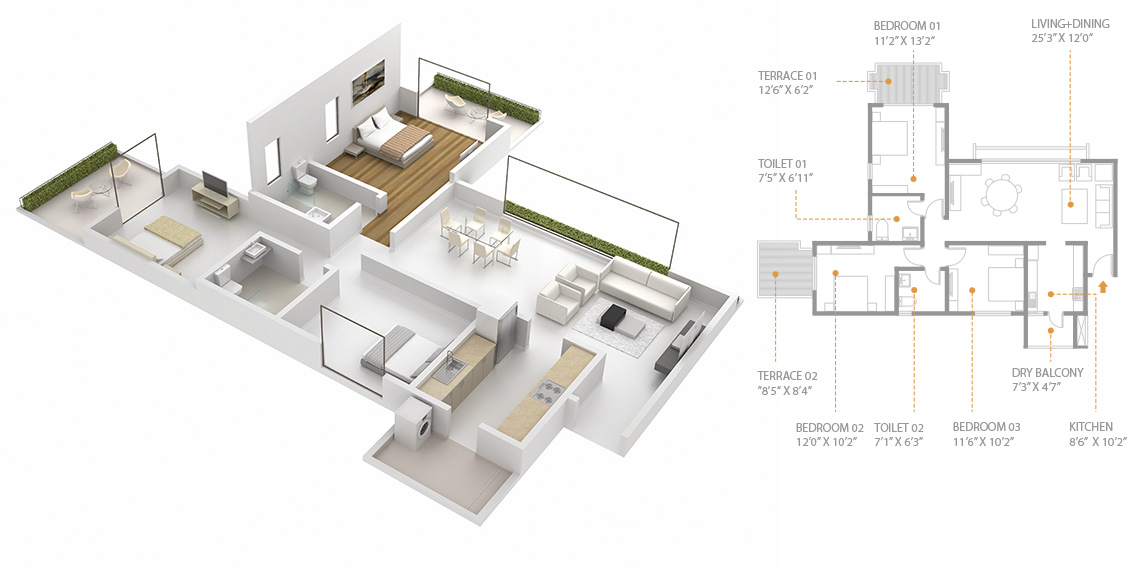 BEDROOM 01
11'2" X 13'2"
LIVING+DINING
25'3" X 12'0"
TERRACE 01
12'6" X 6'2"
TOILET 01
7'5" X 6'11"
TERRACE 02
"8'5" X 8'4"
DRY BALCONY
7'3" X 4'7"
BEDROOM 02
12'0" X 10'2"
TOILET 02
7'1" X 6'3"
BEDROOM 03
11'6" X 10'2"
KITCHEN
8'6" X 10'2"